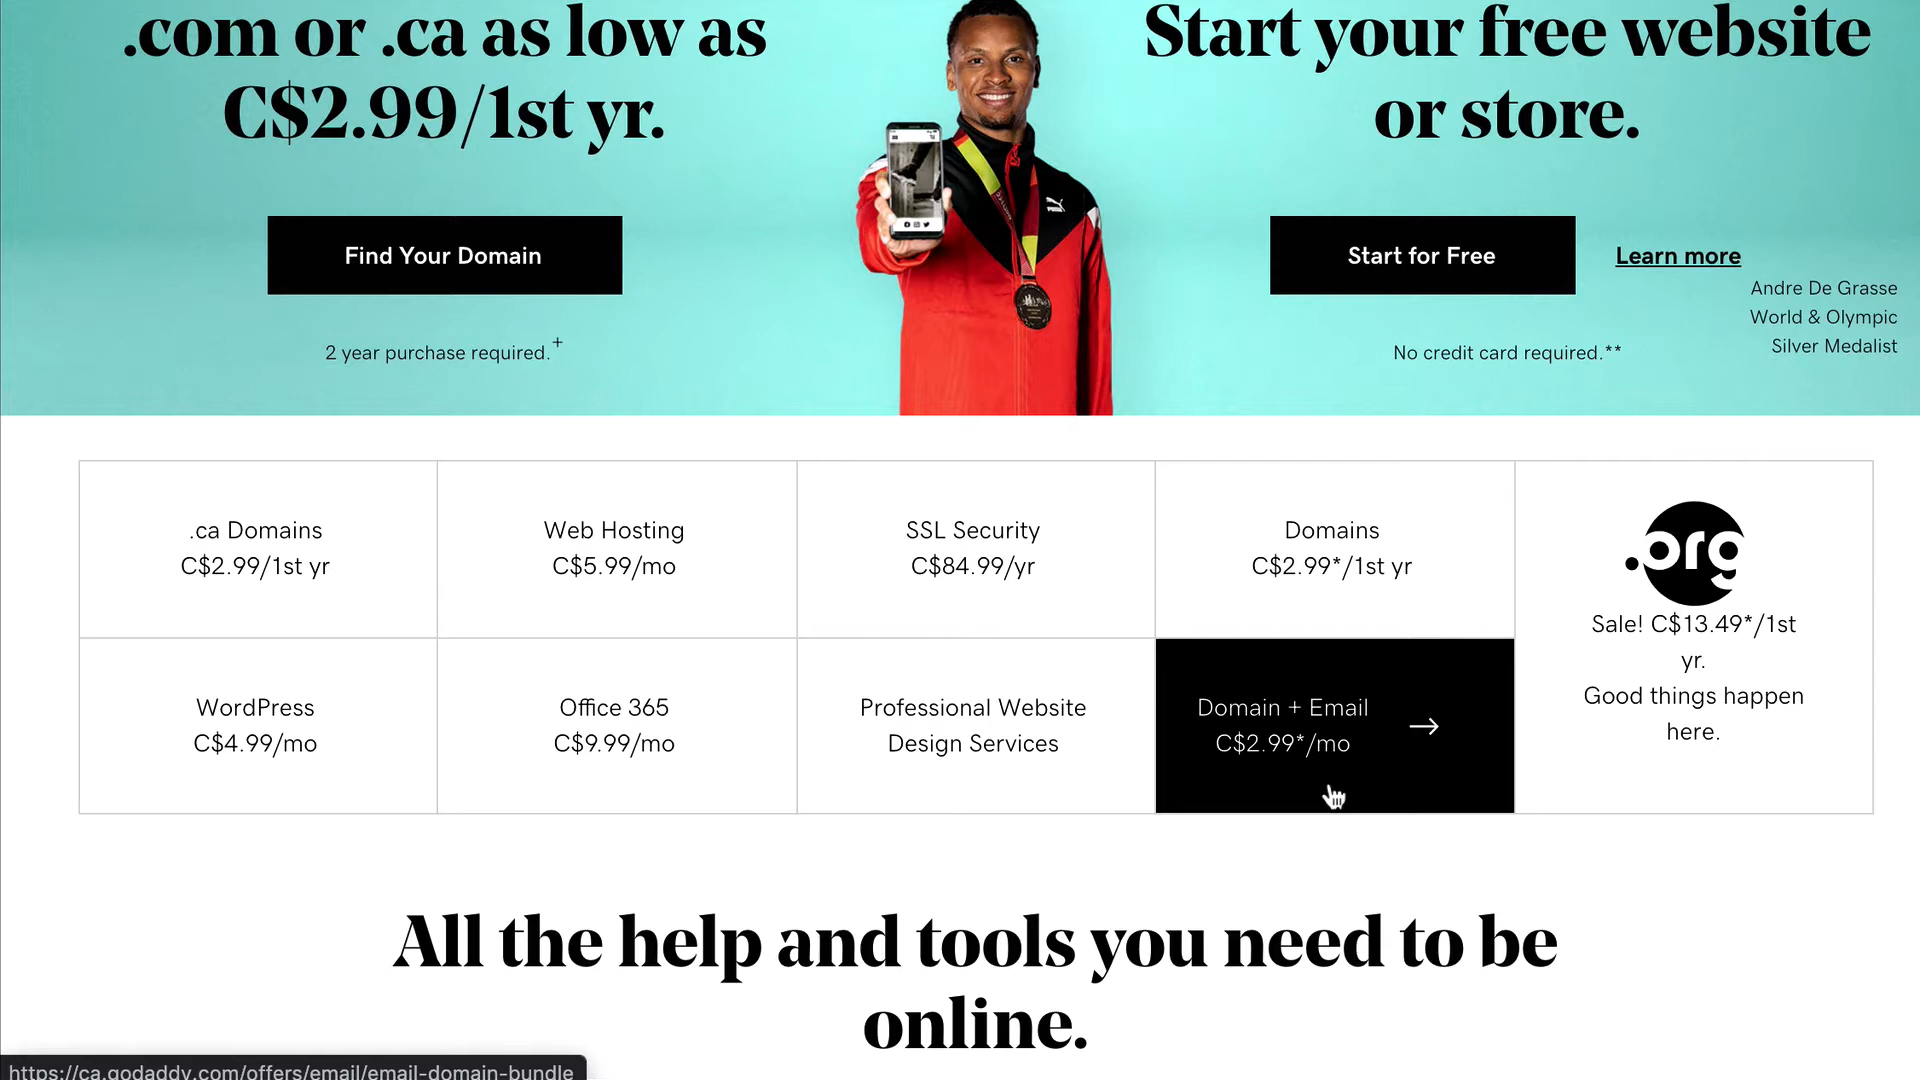 .com or .ca as low as
C$2.99/1st yr.
Find Your Domain
2 year purchase required.+
Start your free website
or store.
Start for Free
Learn more
No credit card required.**
Andre De Grasse
World & Olympic
Silver Medalist
.ca Domains
C$2.99/1st yr
Web Hosting
C$5.99/mo
SSL Security
C$84.99/yr
Domains
C$2.99*/1st yr
.org
Sale! C$13.49*/1st
yr.
Good things happen
here.
WordPress
C$4.99/mo
Office 365
C$9.99/mo
Professional Website
Design Services
Domain + Email
C$2.99*/mo
All the help and tools you need to be
online.
https://ca.godaddy.com/offers/email/email-domain-bundle